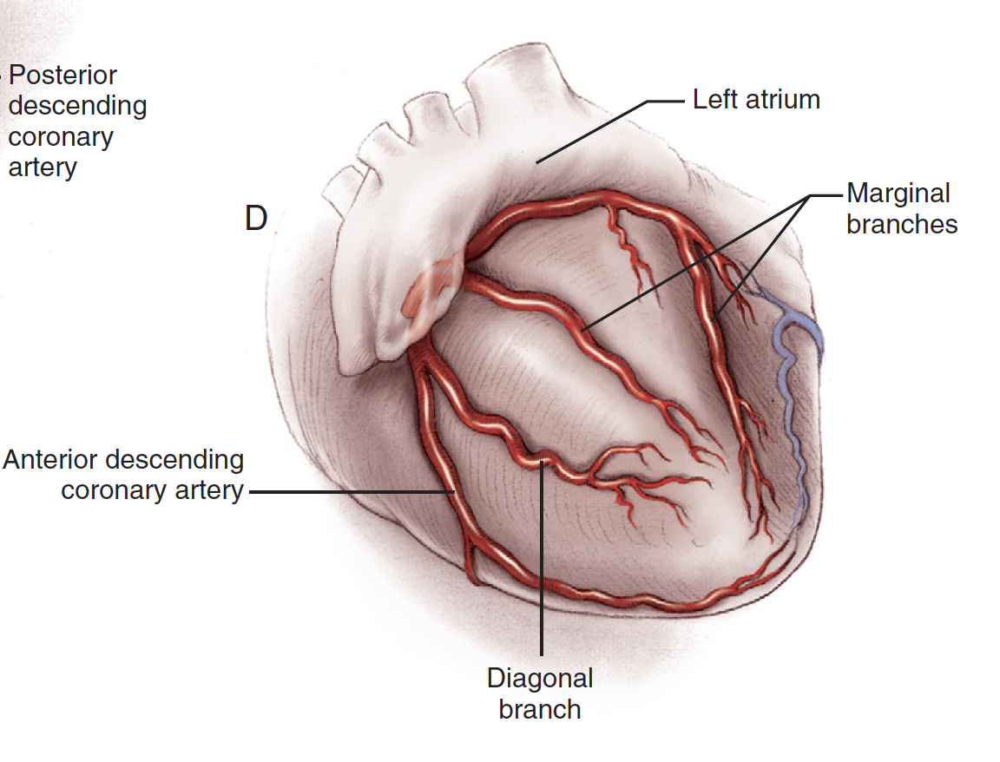 Posterior
descending
coronary
artery
D
Left atrium
Marginal
branches
Anterior descending
coronary artery
Diagonal
branch